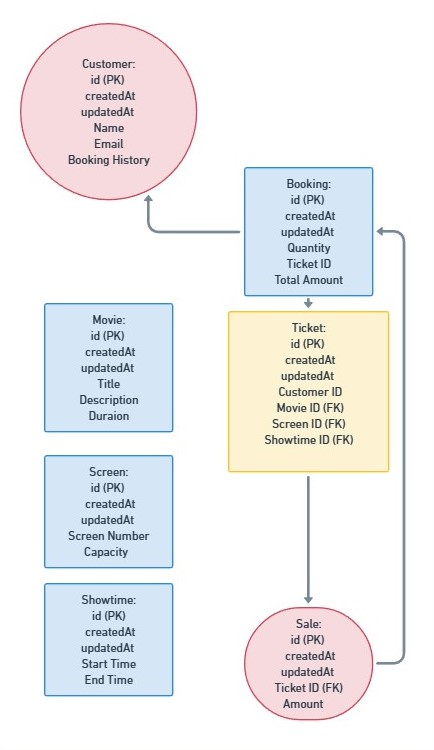 Customer:
id (PK)
createdAt
updatedAt
Name
Email
Booking History
Booking:
id (PK)
createdAt
updatedAt
Quantity
Ticket ID
Total Amount
Movie:
id (PK)
createdAt
updatedAt
Title
Description
Duraion
Ticket:
id (PK)
createdAt
updatedAt
Customer ID
Movie ID (FK)
Screen ID (FK)
Showtime ID (FK)
Screen:
id (PK)
createdAt
updatedAt
Screen Number
Capacity
Showtime:
id (PK)
createdAt
updatedAt
Start Time
End Time
Sale:
id (PK)
createdAt
updatedAt
Ticket ID (FK)
Amount